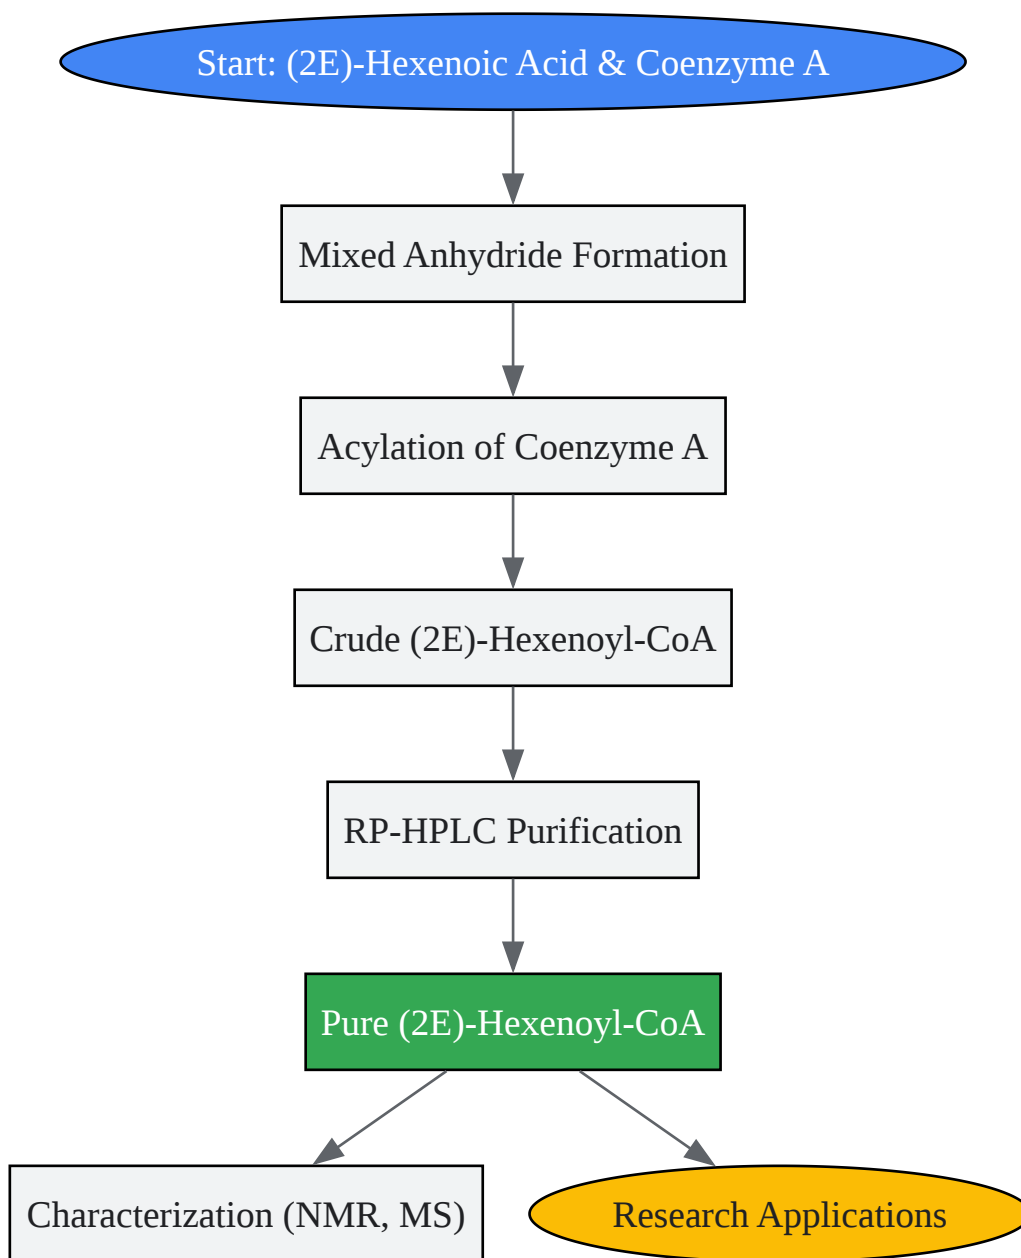 Start: (2E)-Hexenoic Acid & Coenzyme A
Mixed Anhydride Formation
Acylation of Coenzyme A
Crude (2E)-Hexenoyl-CoA
RP-HPLC Purification
Pure (2E)-Hexenoyl-CoA
Characterization (NMR, MS)
Research Applications